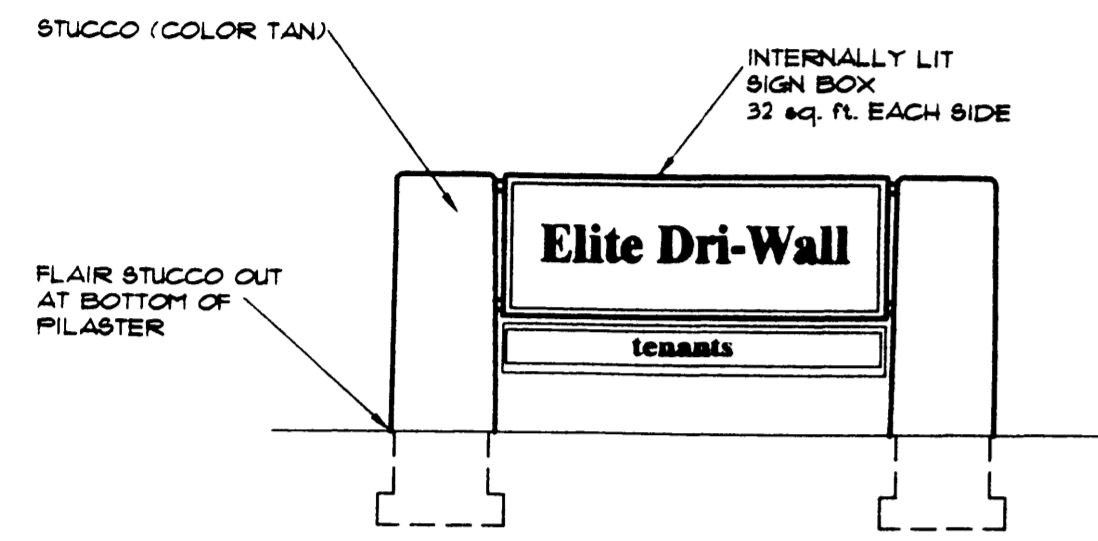 STUCCO (COLOR TAN)
INTERNALLY LIT
SIGN BOX
32 sq. ft. EACH SIDE
Elite Dri-Wall
FLAIR STUCCO OUT
AT BOTTOM OF
PILASTER
tenants